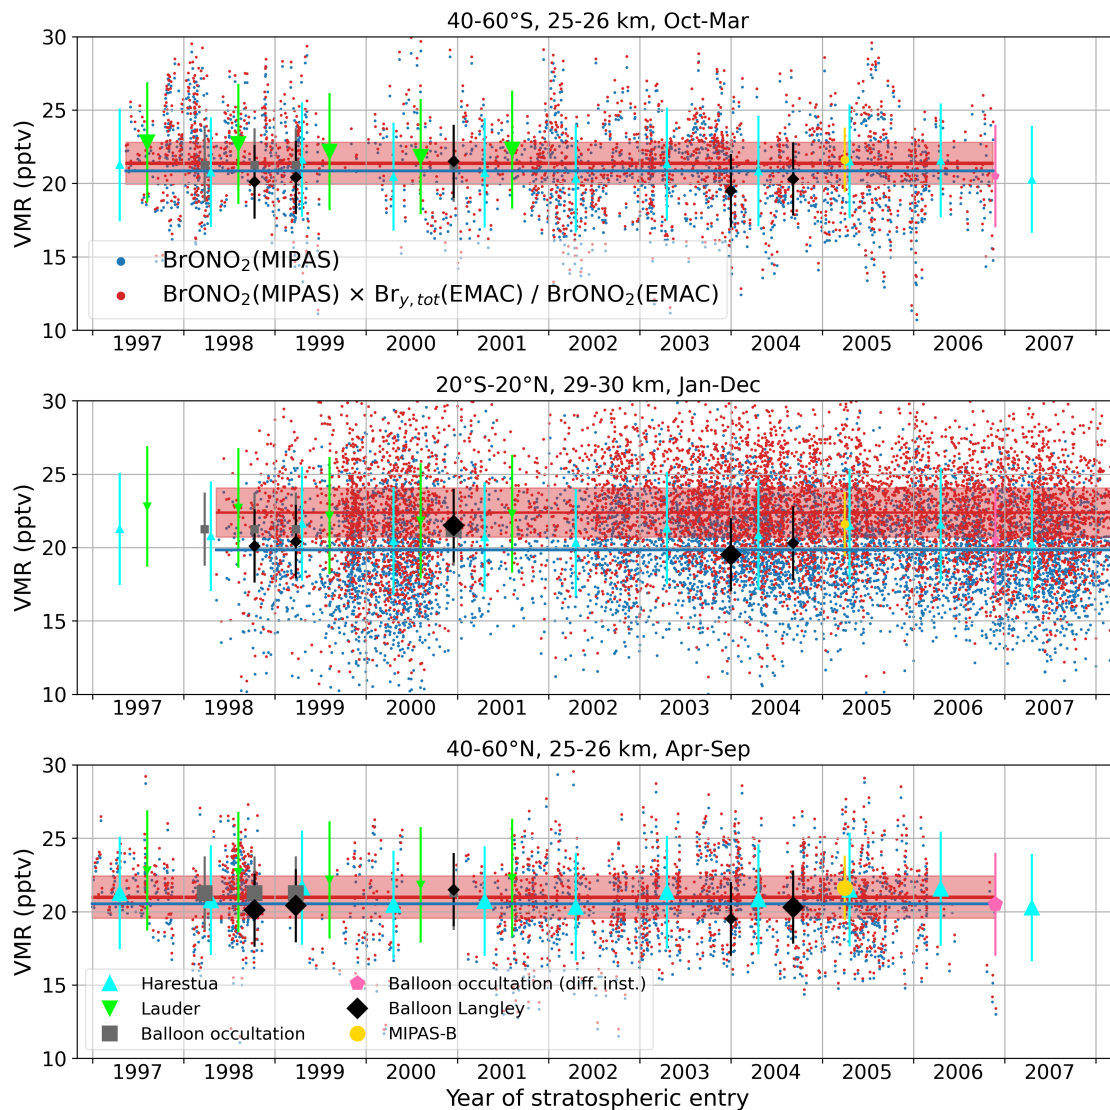 40-60°S, 25-26 km, Oct-Mar
30
25
20
15
10
VMR (pptv)
BrONO₂(MIPAS)
BrONO₂(MIPAS) × Br_{y,tot}(EMAC) / BrONO₂(EMAC)
1997 1998 1999 2000 2001 2002 2003 2004 2005 2006 2007
20°S-20°N, 29-30 km, Jan-Dec
30
25
20
15
10
VMR (pptv)
1997 1998 1999 2000 2001 2002 2003 2004 2005 2006 2007
40-60°N, 25-26 km, Apr-Sep
30
25
20
15
10
VMR (pptv)
Harestua
Lauder
Balloon occultation
Balloon occultation (diff. inst.)
Balloon Langley
MIPAS-B
1997 1998 1999 2000 2001 2002 2003 2004 2005 2006 2007
Year of stratospheric entry